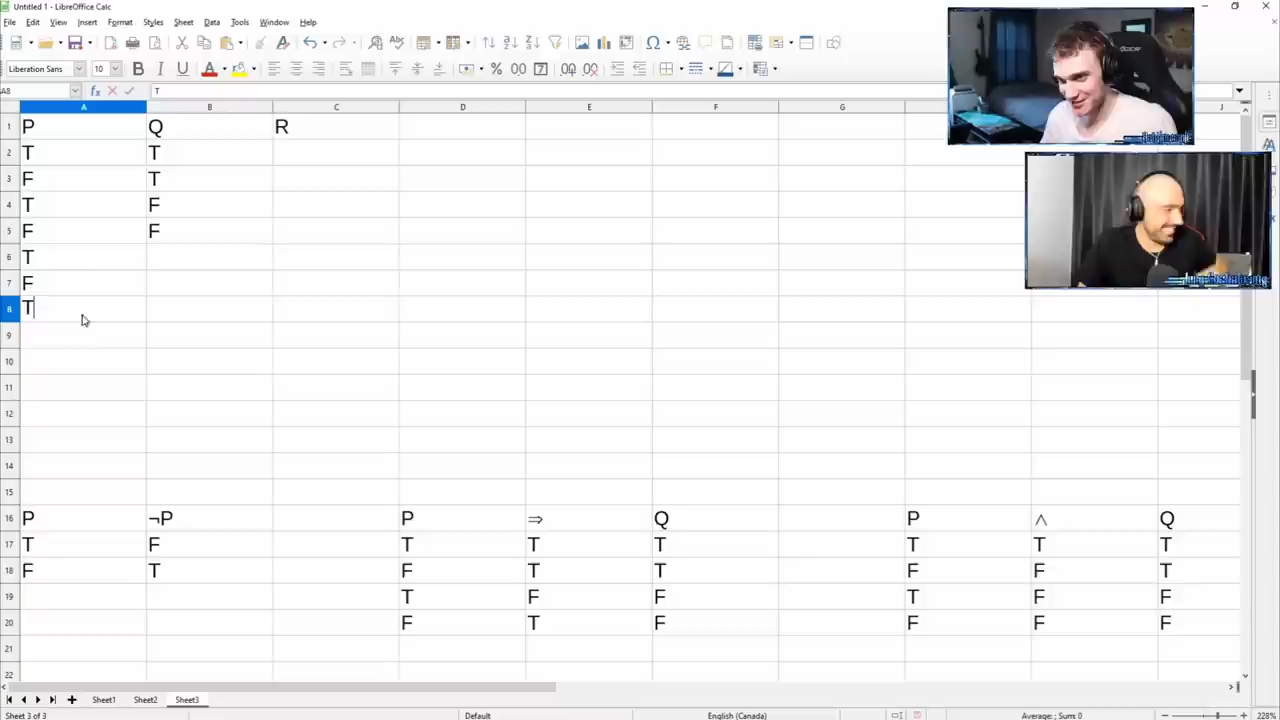 Untitled 1 - LibreOffice Calc
File Edit View Insert Format Styles Sheet Data Tools Window Help
Liberation Sans 10
A8 T
A B C D E F G J
1 P Q R
2 T T
3 F T
4 T F
5 F F
6 T
7 F
8 T
9
10
11
12
13
14
15
16 P ¬P P ⇒ Q P ∧ Q
17 T F T T T T T T
18 F T F T T F F T
19 T F F T F F
20 F T F F F F
21
22
Sheet1 Sheet2 Sheet3
Sheet 3 of 3 Default English (Canada) Average: ; Sum: 0 228%